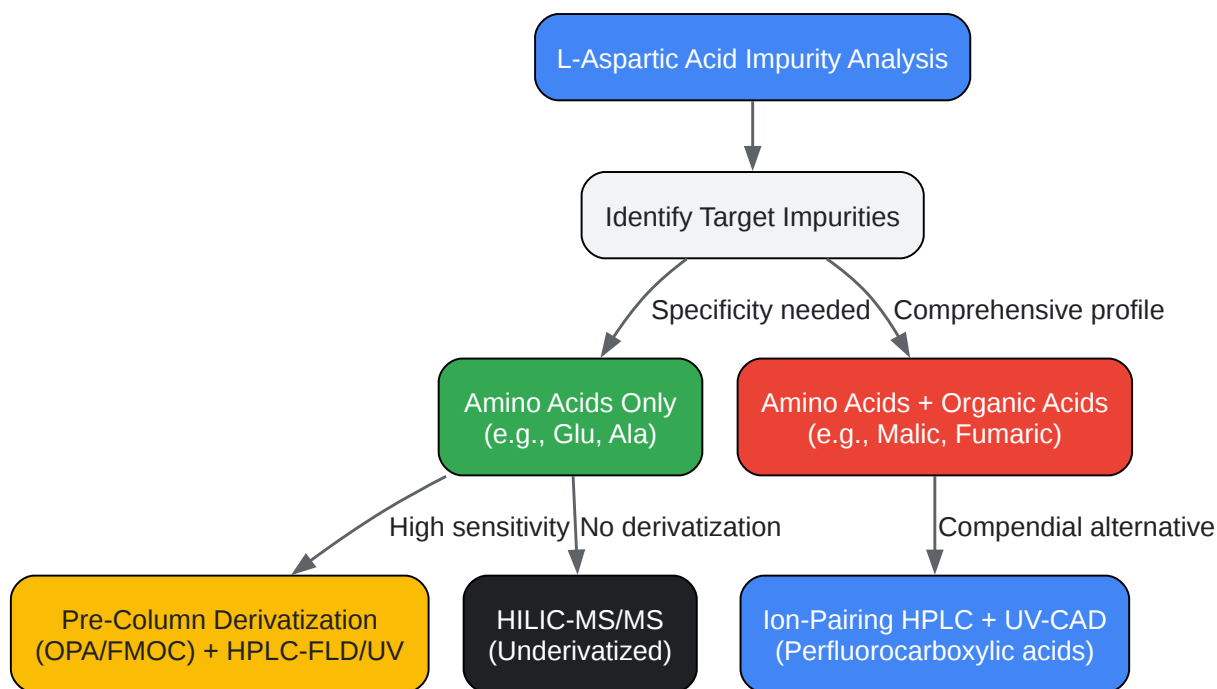 L-Aspartic Acid Impurity Analysis
Identify Target Impurities
Specificity needed
Comprehensive profile
Amino Acids Only
(e.g., Glu, Ala)
Amino Acids + Organic Acids
(e.g., Malic, Fumaric)
High sensitivity
No derivatization
Compendial alternative
Pre-Column Derivatization
(OPA/FMOC) + HPLC-FLD/UV
HILIC-MS/MS
(Underivatized)
Ion-Pairing HPLC + UV-CAD
(Perfluorocarboxylic acids)